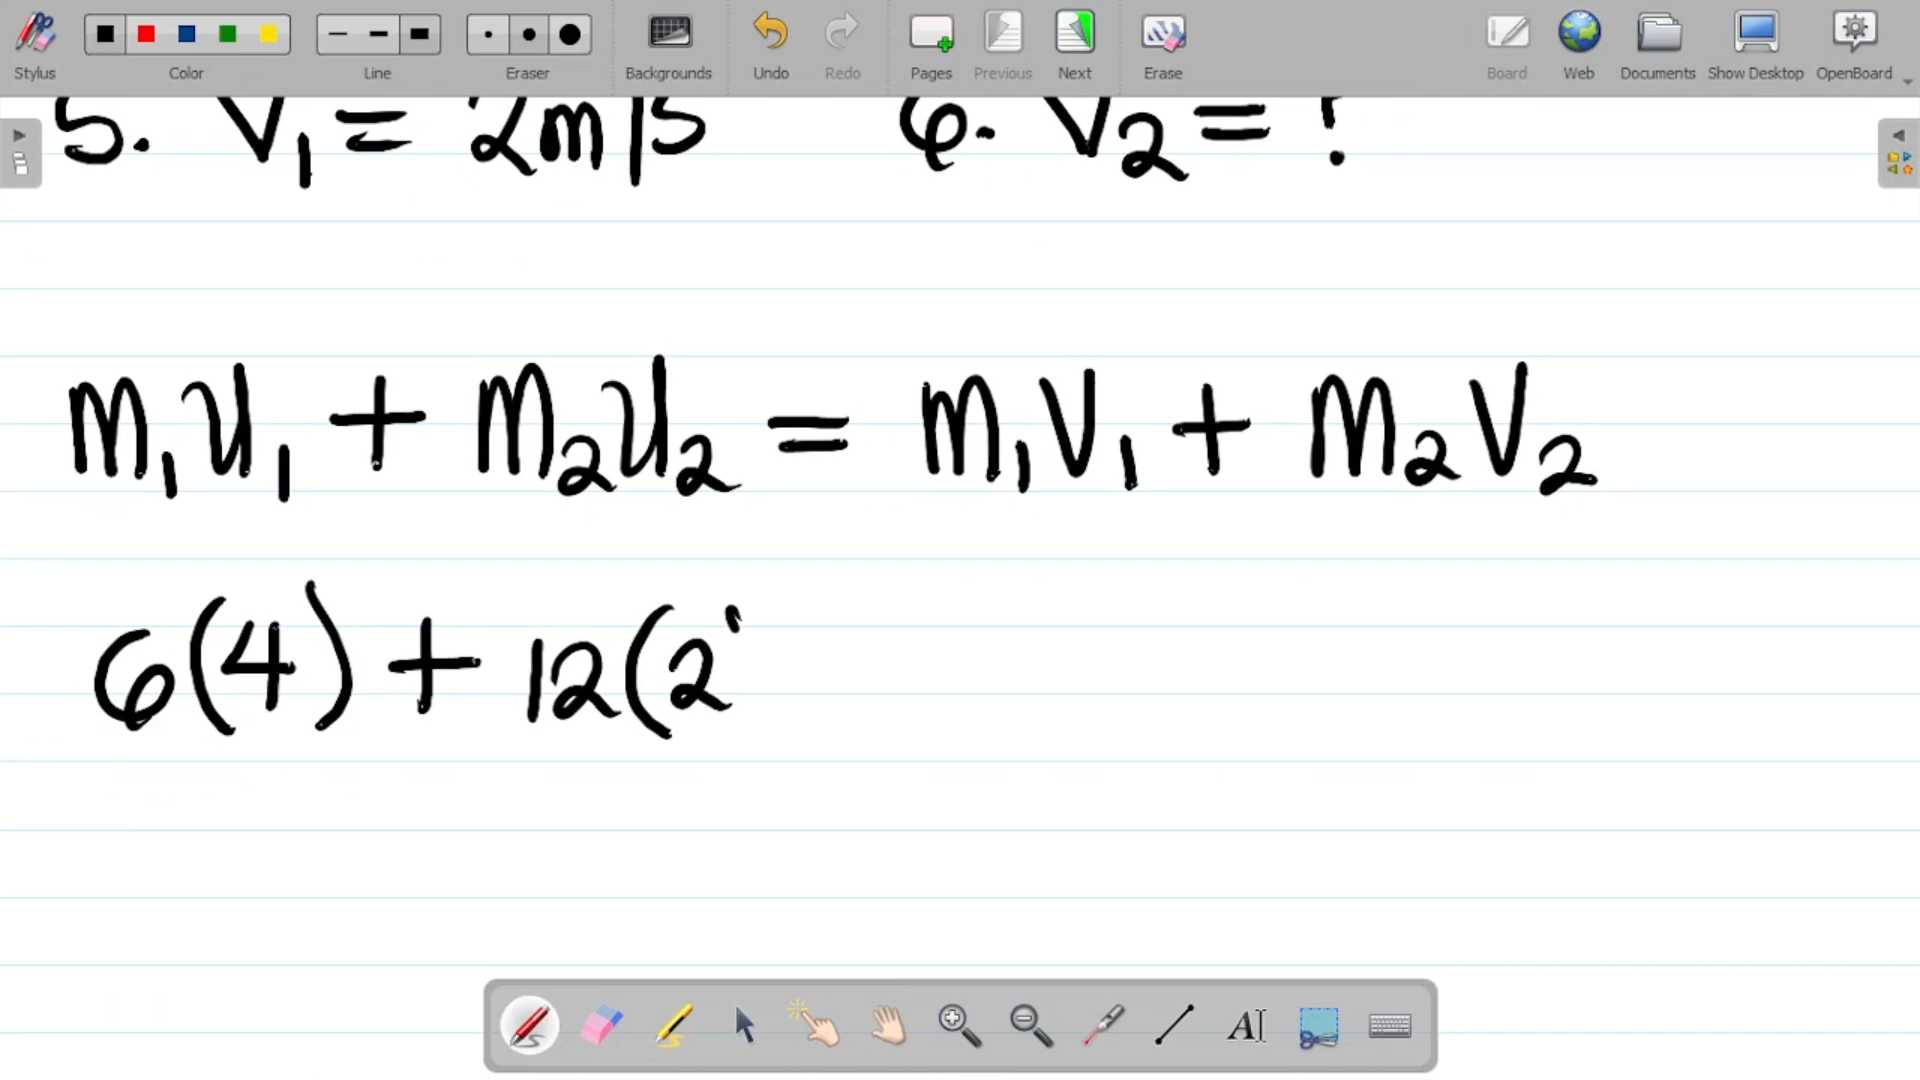 Stylus Color Line Eraser Backgrounds Undo Redo Pages Previous Next Erase Board Web Documents Show Desktop OpenBoard
5. V₁ = 2m/s 6. V₂ = ?
M₁U₁ + M₂U₂ = M₁V₁ + M₂V₂
6(4) + 12(2